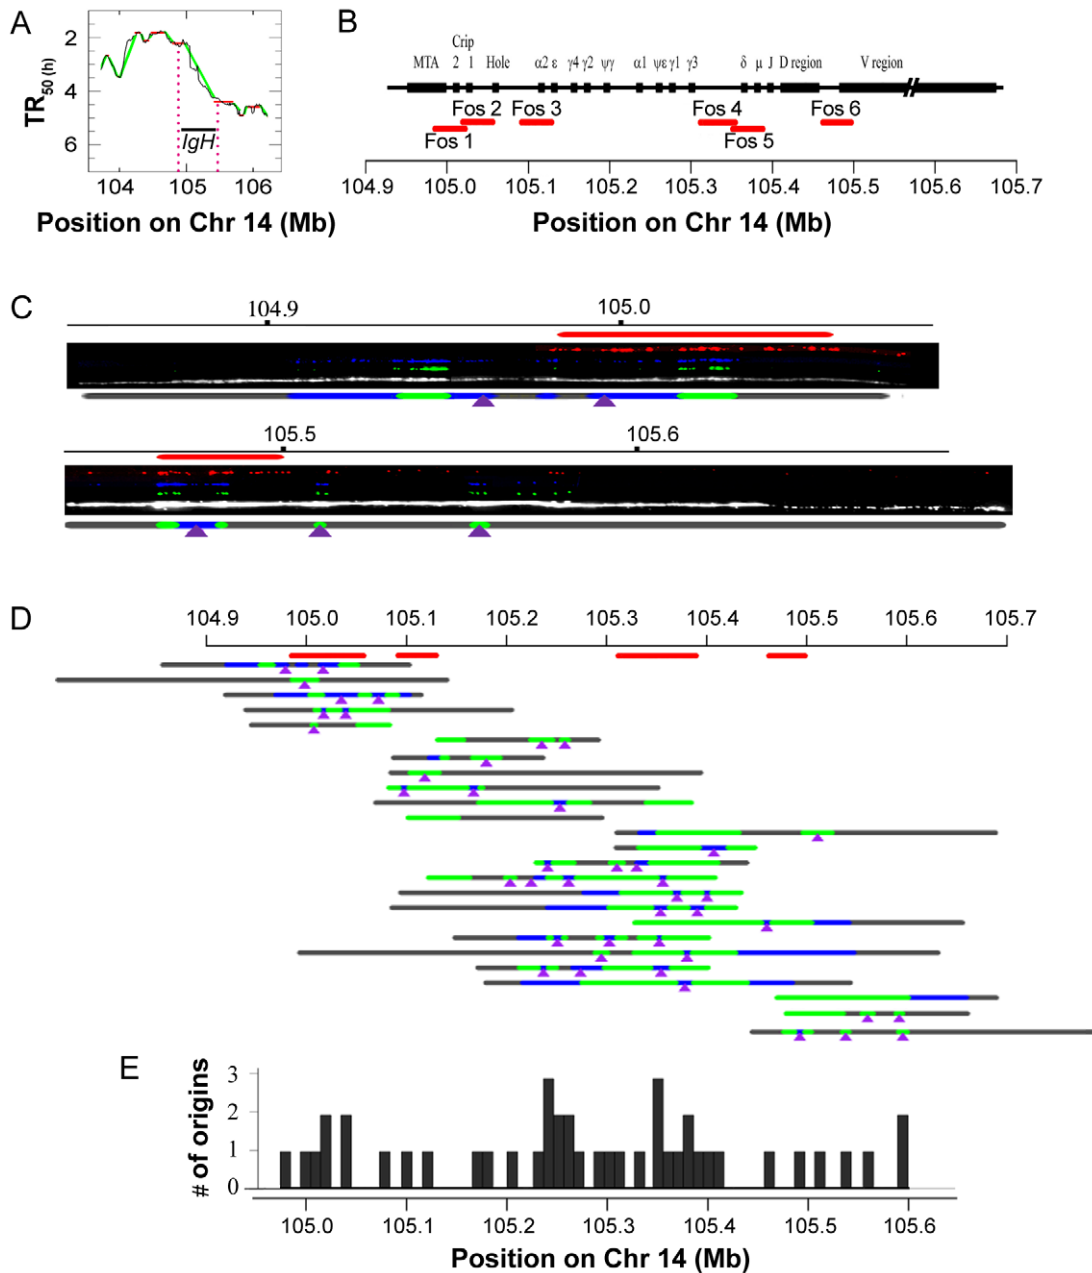 A
2
4
6
TR50 (h)
IgH
104 105 106
Position on Chr 14 (Mb)
B
Crip
MTA 2 1 Hole α2 ε γ4 γ2 ψγ α1 ψε γ1 γ3 δ μ J D region V region
Fos 2 Fos 3 Fos 4 Fos 6
Fos 1 Fos 5
104.9 105.0 105.1 105.2 105.3 105.4 105.5 105.6 105.7
Position on Chr 14 (Mb)
C
104.9 105.0
105.5 105.6
D
104.9 105.0 105.1 105.2 105.3 105.4 105.5 105.6 105.7
E
# of origins
3
2
1
0
105.0 105.1 105.2 105.3 105.4 105.5 105.6
Position on Chr 14 (Mb)